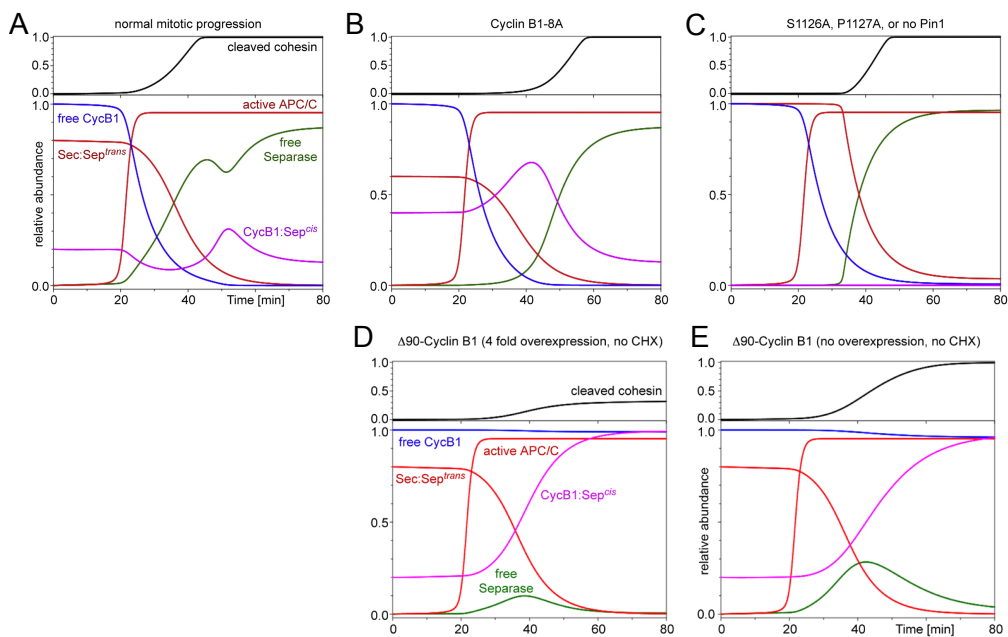 A
normal mitotic progression
1.0
0.5
0.0
cleaved cohesin
1.0
0.5
0.0
relative abundance
free CycB1
active APC/C
Sec:Sep^trans
free
Separase
CycB1:Sep^cis
0
20
40
60
80
Time [min]
B
Cyclin B1-8A
1.0
0.5
0.0
1.0
0.5
0.0
0
20
40
60
80
C
S1126A, P1127A, or no Pin1
1.0
0.5
0.0
1.0
0.5
0.0
0
20
40
60
80
D
Δ90-Cyclin B1 (4 fold overexpression, no CHX)
1.0
0.5
0.0
cleaved cohesin
1.0
0.5
0.0
free CycB1
active APC/C
Sec:Sep^trans
CycB1:Sep^cis
free
Separase
0
20
40
60
80
E
Δ90-Cyclin B1 (no overexpression, no CHX)
1.0
0.5
0.0
1.0
0.5
0.0
relative abundance
0
20
40
60
80
Time [min]